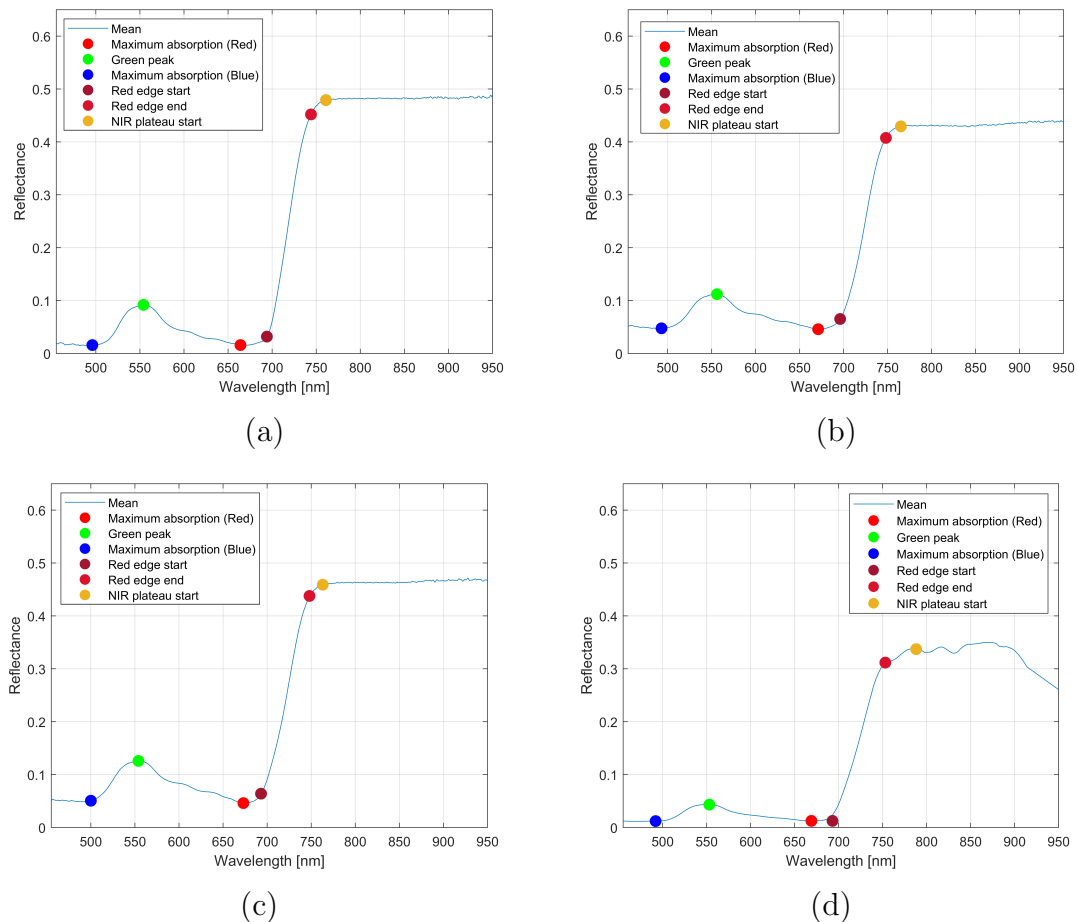 Mean
Maximum absorption (Red)
Green peak
Maximum absorption (Blue)
Red edge start
Red edge end
NIR plateau start
0.6
0.5
0.4
0.3
0.2
0.1
0
Reflectance
500 550 600 650 700 750 800 850 900 950
Wavelength [nm]
(a)
Mean
Maximum absorption (Red)
Green peak
Maximum absorption (Blue)
Red edge start
Red edge end
NIR plateau start
0.6
0.5
0.4
0.3
0.2
0.1
0
Reflectance
500 550 600 650 700 750 800 850 900 950
Wavelength [nm]
(b)
Mean
Maximum absorption (Red)
Green peak
Maximum absorption (Blue)
Red edge start
Red edge end
NIR plateau start
0.6
0.5
0.4
0.3
0.2
0.1
0
Reflectance
500 550 600 650 700 750 800 850 900 950
Wavelength [nm]
(c)
Mean
Maximum absorption (Red)
Green peak
Maximum absorption (Blue)
Red edge start
Red edge end
NIR plateau start
0.6
0.5
0.4
0.3
0.2
0.1
0
Reflectance
500 550 600 650 700 750 800 850 900 950
Wavelength [nm]
(d)